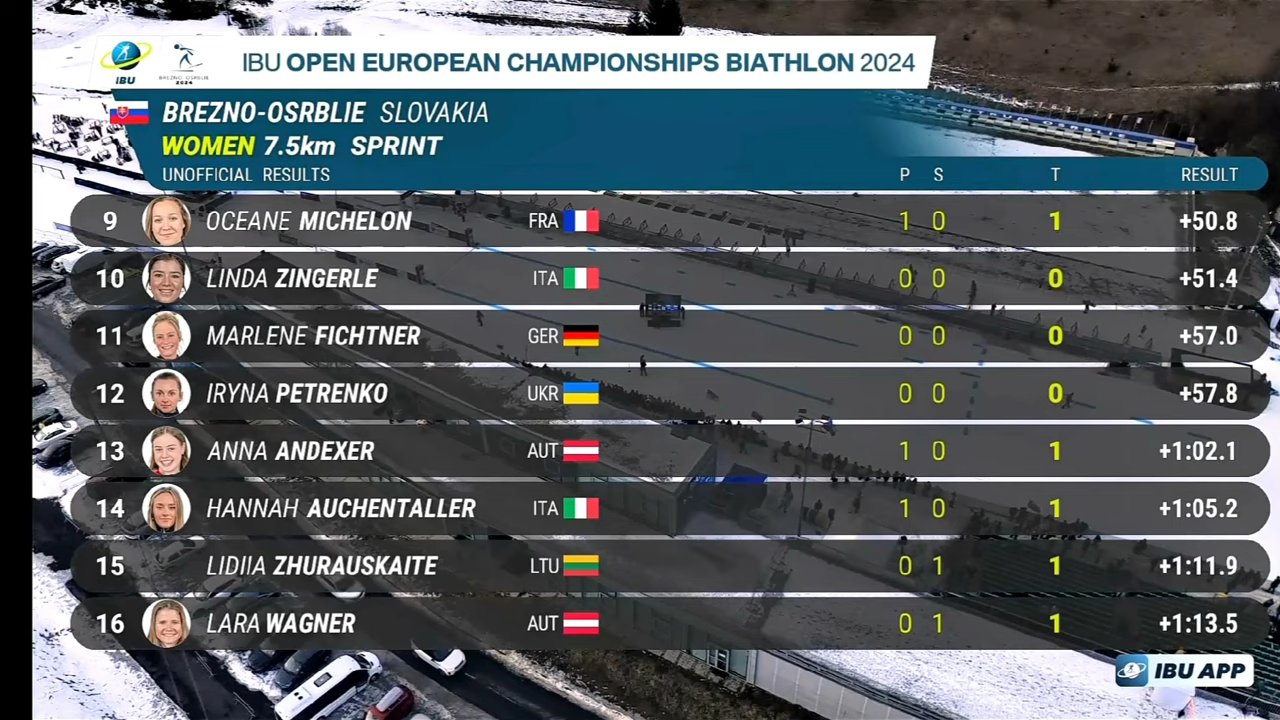 IBU OPEN EUROPEAN CHAMPIONSHIPS BIATHLON 2024
IBU
BREZNO-OSRBLIE
2024
BREZNO-OSRBLIE SLOVAKIA
WOMEN 7.5km SPRINT
UNOFFICIAL RESULTS P S T RESULT
9 OCEANE MICHELON FRA 1 0 1 +50.8
10 LINDA ZINGERLE ITA 0 0 0 +51.4
11 MARLENE FICHTNER GER 0 0 0 +57.0
12 IRYNA PETRENKO UKR 0 0 0 +57.8
13 ANNA ANDEXER AUT 1 0 1 +1:02.1
14 HANNAH AUCHENTALLER ITA 1 0 1 +1:05.2
15 LIDIIA ZHURAUSKAITE LTU 0 1 1 +1:11.9
16 LARA WAGNER AUT 0 1 1 +1:13.5
IBU APP